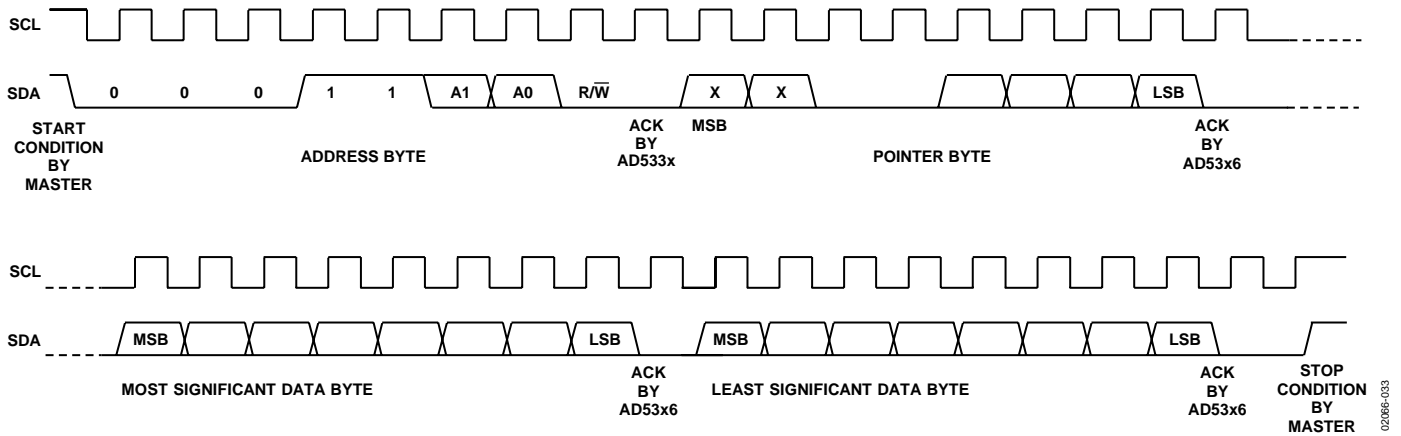 SCL
SDA 0 0 0 1 1 A1 A0 R/W̅ X X LSB
START
CONDITION
BY
MASTER
ADDRESS BYTE
ACK
BY
AD533x
MSB
POINTER BYTE
ACK
BY
AD53x6
SCL
SDA MSB LSB MSB LSB
MOST SIGNIFICANT DATA BYTE
ACK
BY
AD53x6
LEAST SIGNIFICANT DATA BYTE
ACK
BY
AD53x6
STOP
CONDITION
BY
MASTER
02066-033